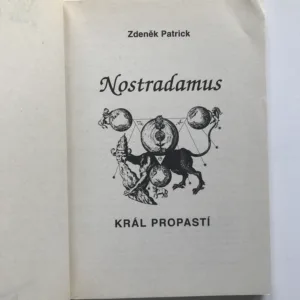 Zdeněk Patrick
Nostradamus
KRÁL PROPASTÍ